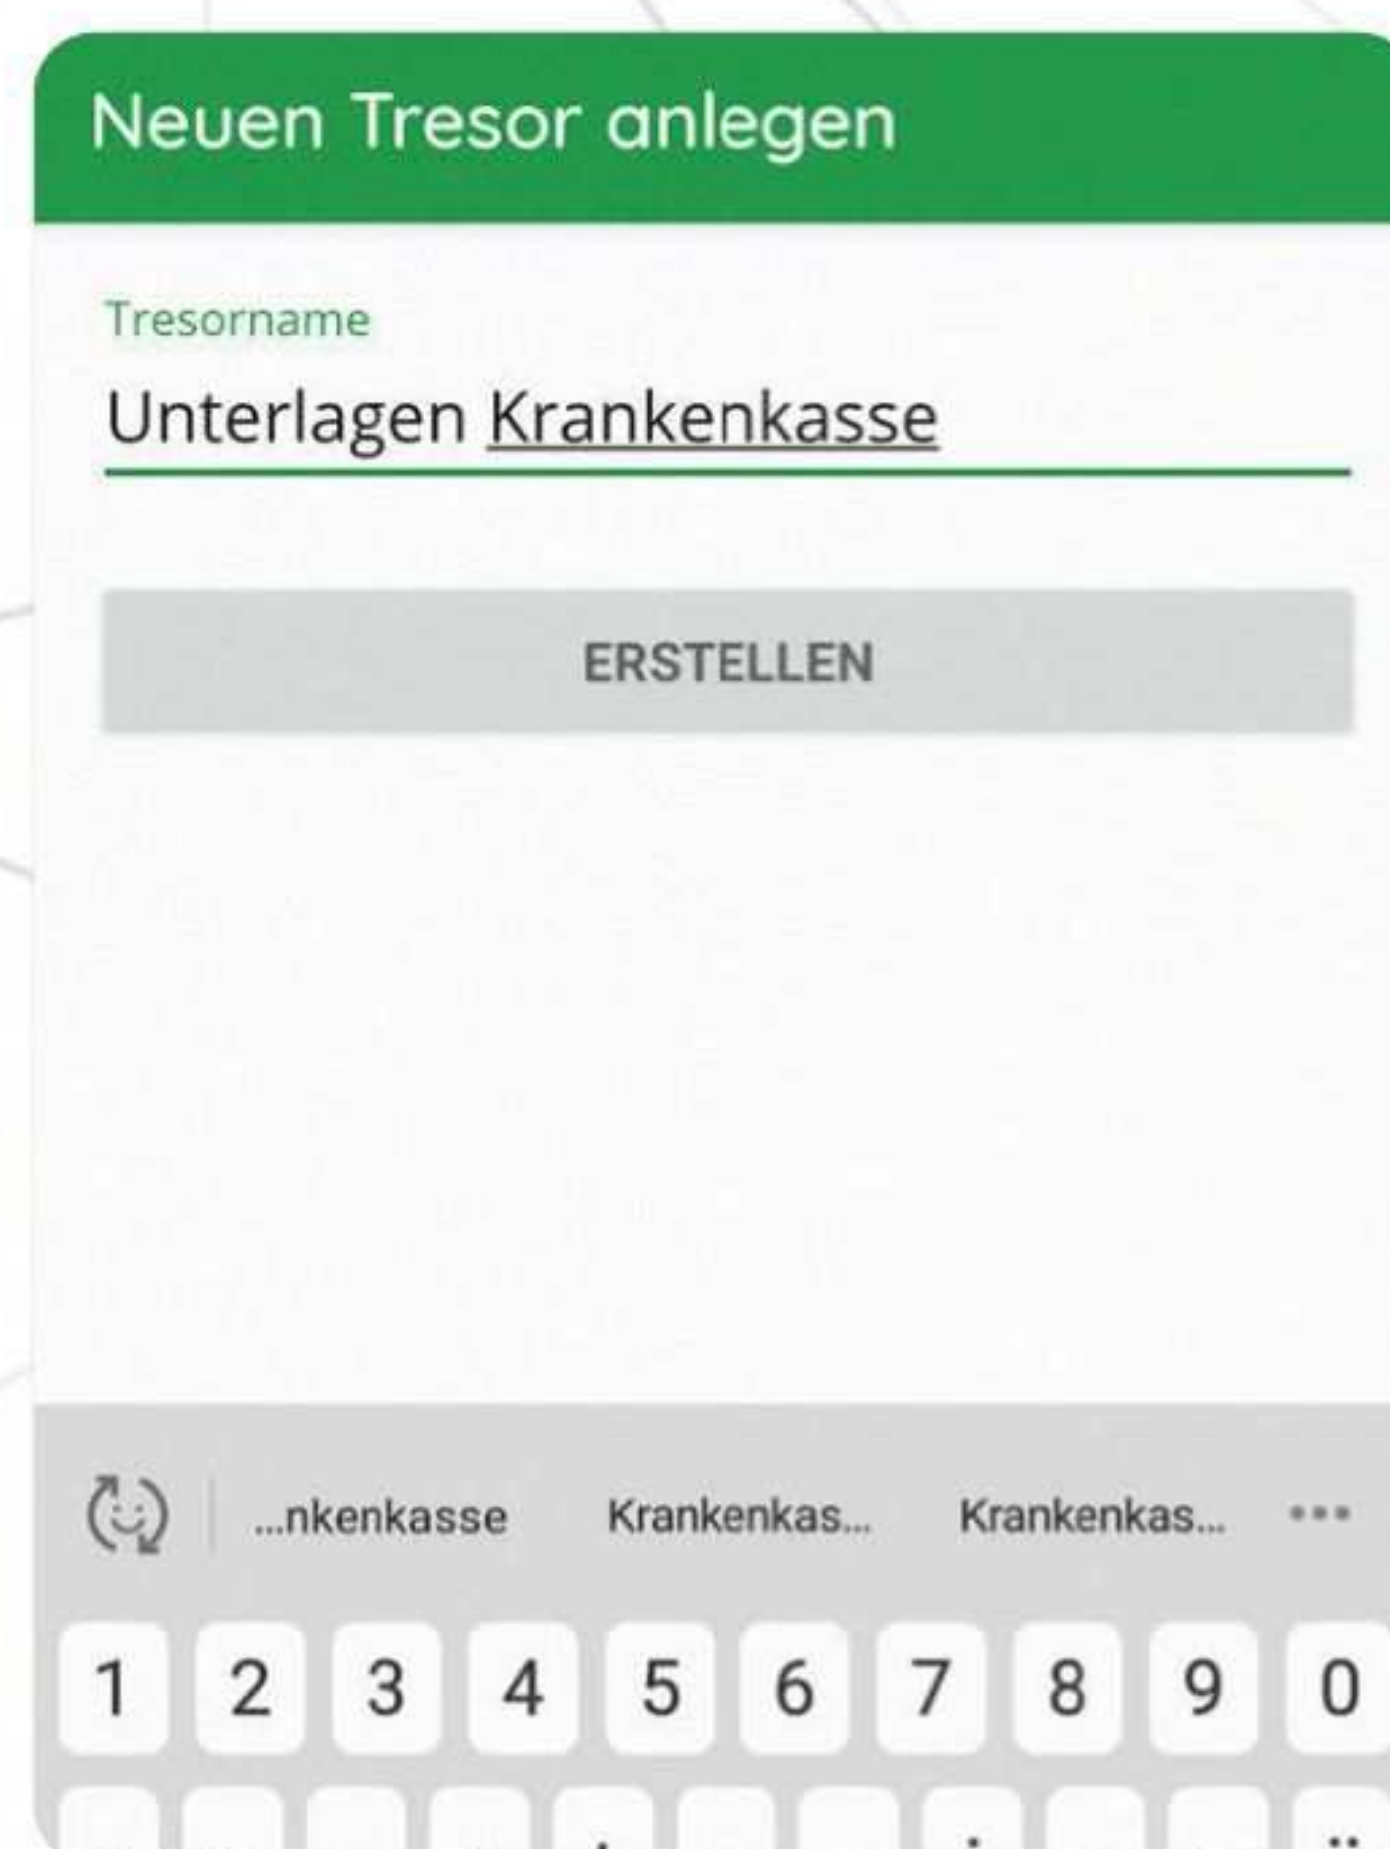 Neuen Tresor anlegen
Tresorname
Unterlagen Krankenkasse
ERSTELLEN
...nkenkasse Krankenkas... Krankenkas... •••
1 2 3 4 5 6 7 8 9 0